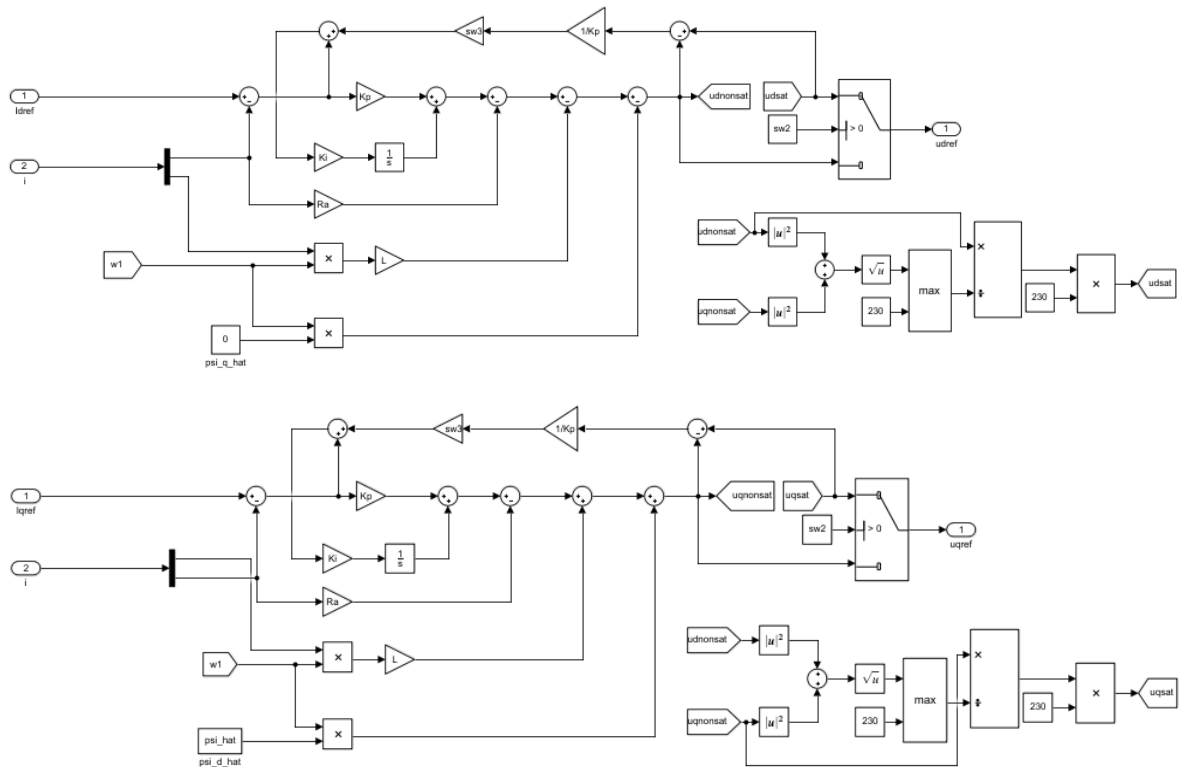 sw3
1/Kp
1
Idref
Kp
udnonsat
udsat
sw2
> 0
1
udref
2
i
Ki
1
s
Ra
w1
×
L
×
0
psi_q_hat
udnonsat
|u|²
√u
uqnonsat
|u|²
230
max
×
÷
230
×
udsat
sw3
1/Kp
1
Iqref
Kp
uqnonsat
uqsat
sw2
> 0
1
uqref
2
i
Ki
1
s
Ra
w1
×
L
×
psi_hat
psi_d_hat
udnonsat
|u|²
√u
uqnonsat
|u|²
230
max
×
÷
230
×
uqsat